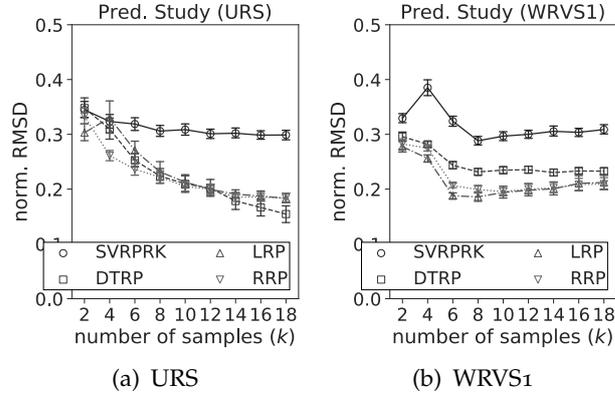 Pred. Study (URS)
norm. RMSD
0.5
0.4
0.3
0.2
0.1
0.0
SVRPRK
LRP
DTRP
RRP
2 4 6 8 10 12 14 16 18
number of samples (k)
(a) URS
Pred. Study (WRVS1)
norm. RMSD
0.5
0.4
0.3
0.2
0.1
0.0
SVRPRK
LRP
DTRP
RRP
2 4 6 8 10 12 14 16 18
number of samples (k)
(b) WRVS1